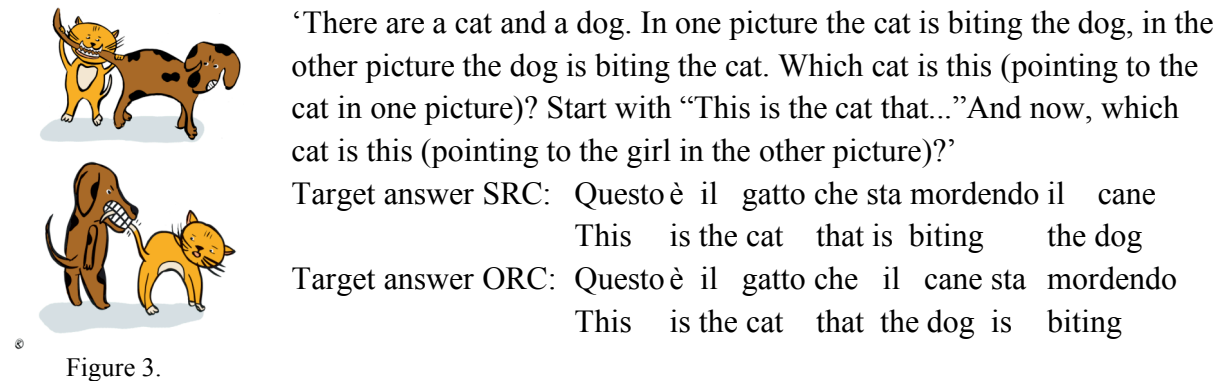 ‘There are a cat and a dog. In one picture the cat is biting the dog, in the
other picture the dog is biting the cat. Which cat is this (pointing to the
cat in one picture)? Start with “This is the cat that...”And now, which
cat is this (pointing to the girl in the other picture)?’
Target answer SRC: Questo è il gatto che sta mordendo il cane
This is the cat that is biting the dog
Target answer ORC: Questo è il gatto che il cane sta mordendo
This is the cat that the dog is biting
©
Figure 3.